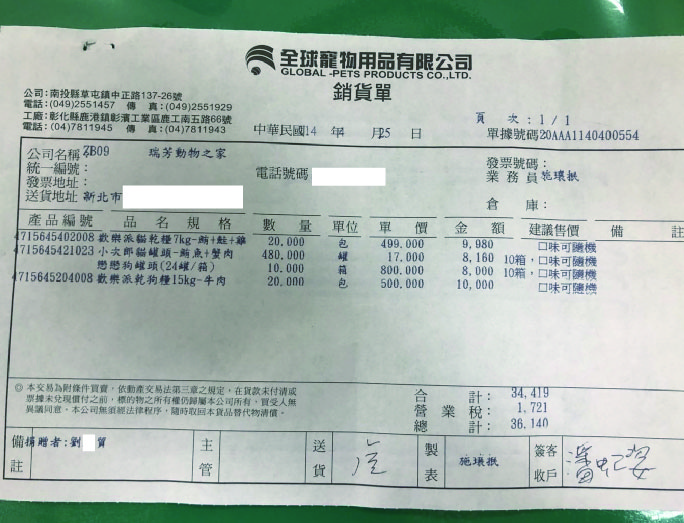 全球寵物用品有限公司
GLOBAL -PETS PRODUCTS CO.,LTD.
銷貨單
公司：南投縣草屯鎮中正路137-26號
電話：(049)2551457 傳 真：(049)2551929
工廠：彰化縣鹿港鎮彰濱工業區鹿工南五路66號
電話：(04)7811945 傳 真：(04)7811943
中華民國114 年4 月25 日
頁 次：1 / 1
單據號碼20AAA1140400554
公司名稱：ZB09 瑞芳動物之家
統一編號：
電話號碼
發票地址：
送貨地址：新北市
發票號碼：
業 務 員 施瓌振
倉 庫：
產品編號 品 名 規 格 數 量 單位 單 價 金 額 建議售價 備 註
4715645402008 歡樂派貓乾糧7kg-鮪+鮭+雞 20.000 包 499.000 9,980 口味可隨機
4715645421023 小次郎貓罐頭-鮪魚+蟹肉 480.000 罐 17.000 8,160 10箱，口味可隨機
戀戀狗罐頭(24罐/箱) 10.000 箱 800.000 8,000 10箱，口味可隨機
4715645204008 歡樂派乾狗糧15kg-牛肉 20.000 包 500.000 10,000 口味可隨機
◎ 本交易為附條件買賣，依動產交易法第三章之規定，在貨款未付清或
票據未兌現償付之前，標的物之所有權仍歸屬本公司所有，買受人無
異議同意。本公司無須經法律程序，隨時取回本貨品替代物清償。
合 計： 34,419
營 業 稅： 1,721
總 計： 36,140
備註 捐贈者：劉 貿
主管
送貨
製表 施瓌振
簽收 客戶